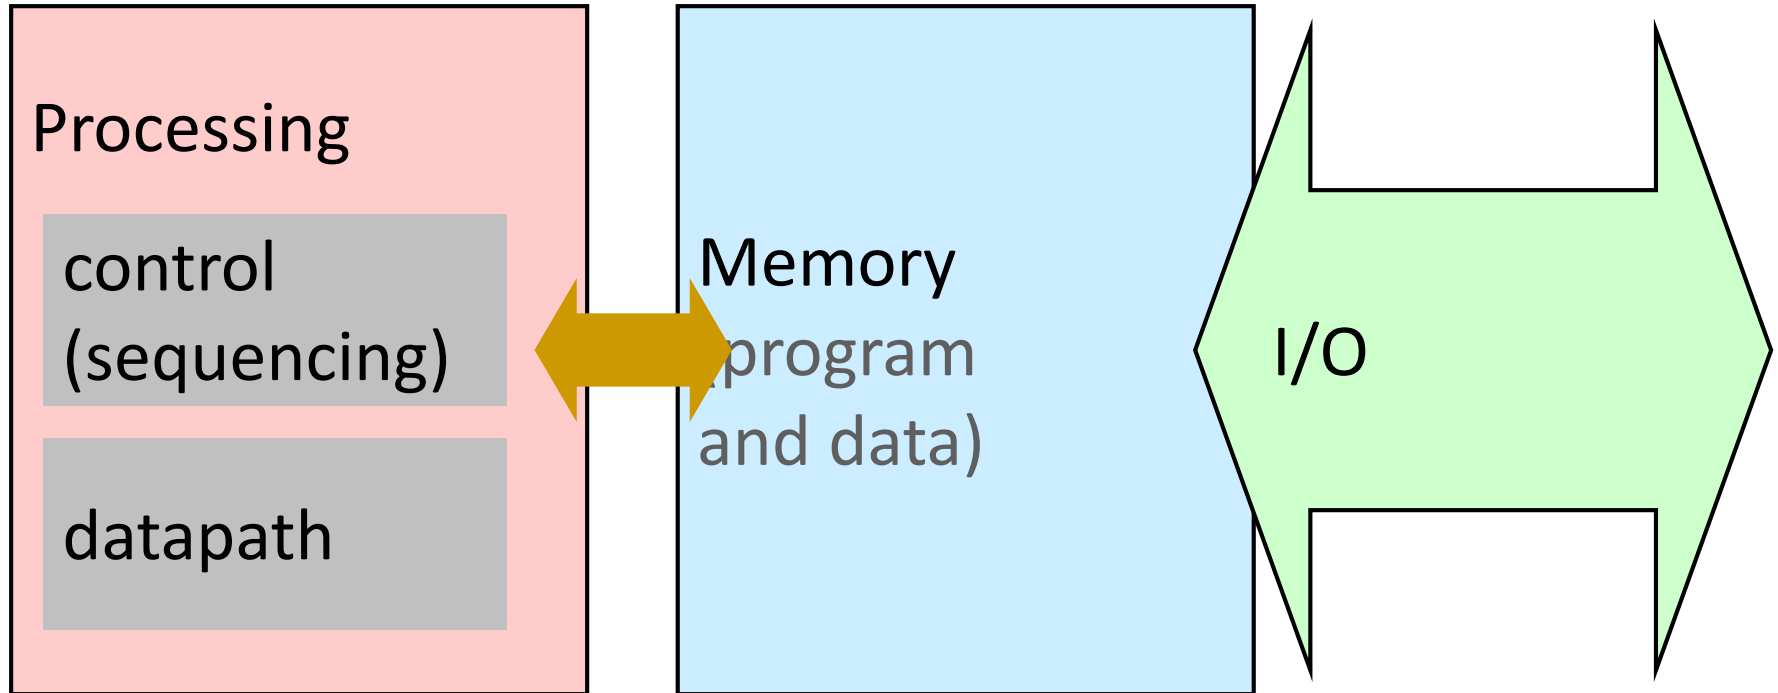 Processing
control
(sequencing)
datapath
Memory
(program
and data)
I/O